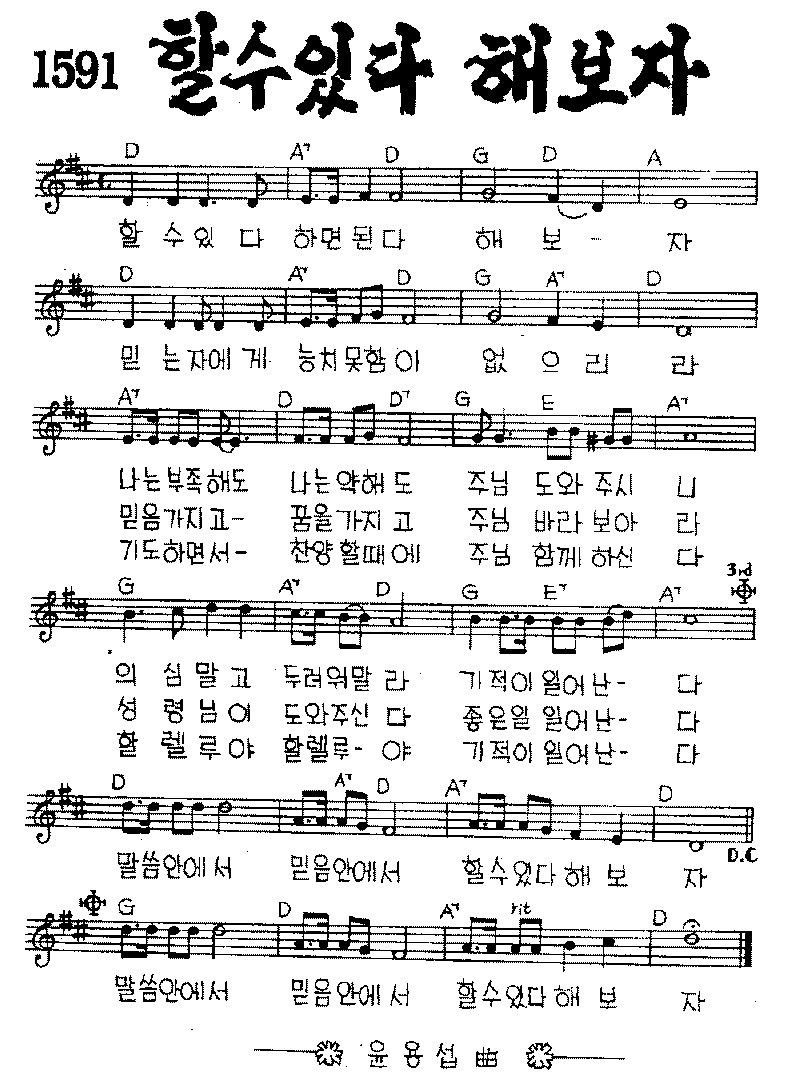 1591 할수있다 해보자
D A7 D G D A
할 수있 다 하면된다 해 보 - 자
D A7 D G A7 D
믿 는자에게 능치못함이 없 으 리 라
A7 D D7 G E A7
나는부족해도 나는약해도 주님 도와 주시 니
믿음가지고- 꿈을가지고 주님 바라보아 라
기도하면서- 찬양할때에 주님 함께하신 다
3rd
G A7 D G E7 A7
의 심 말 고 두려워말라 기적이일어난- 다
성 령 님 이 도와주신다 좋은일일어난- 다
할 렐 루 야 할렐루-야 기적이일어난- 다
D A7 D A7 D
D.C
말씀안에서 믿음안에서 할수있다해 보 자
G D A7 rit D
말씀안에서 믿음안에서 할수있다해 보 자
윤용섭 曲